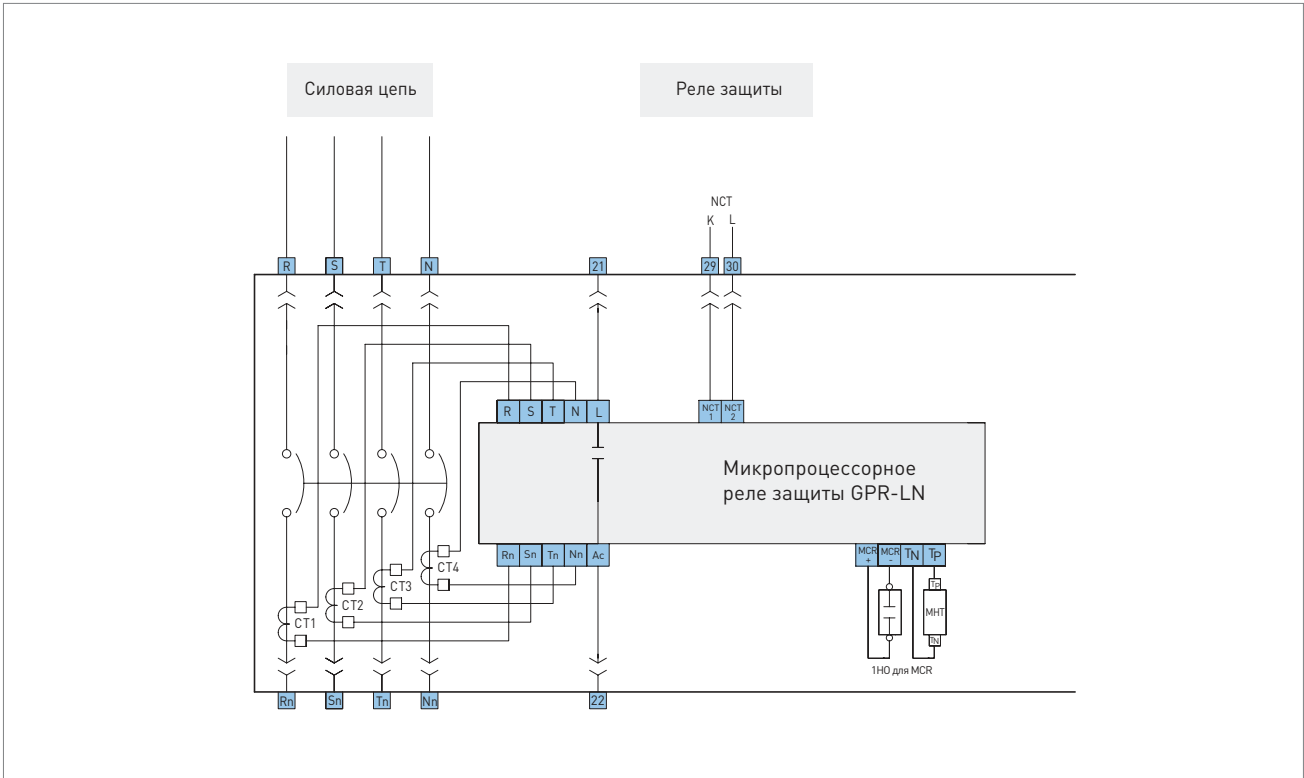 Силовая цепь
Реле защиты
NCT
K L
R S T N 21 29 30
R S T N L
NCT 1
NCT 2
Микропроцессорное
реле защиты GPR-LN
Rn Sn Tn Nn Ac
MCR +
MCR -
TN TP
CT1
CT2
CT3
CT4
TP
МНТ
TN
1НО для MCR
Rn Sn Tn Nn 22